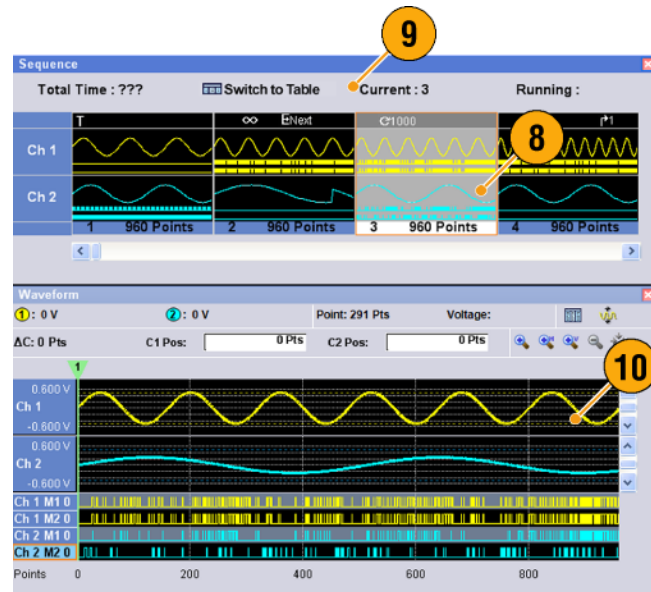 9
Sequence
Total Time : ??? Switch to Table Current : 3 Running :
T ∞ Next 1000 1
8
Ch 1
Ch 2
1 960 Points 2 960 Points 3 960 Points 4 960 Points
Waveform
1 : 0 V 2 : 0 V Point: 291 Pts Voltage:
ΔC: 0 Pts C1 Pos: 0 Pts C2 Pos: 0 Pts
10
1
0.600 V
Ch 1
-0.600 V
0.600 V
Ch 2
-0.600 V
Ch 1 M1 0
Ch 1 M2 0
Ch 2 M1 0
Ch 2 M2 0
Points 0 200 400 600 800